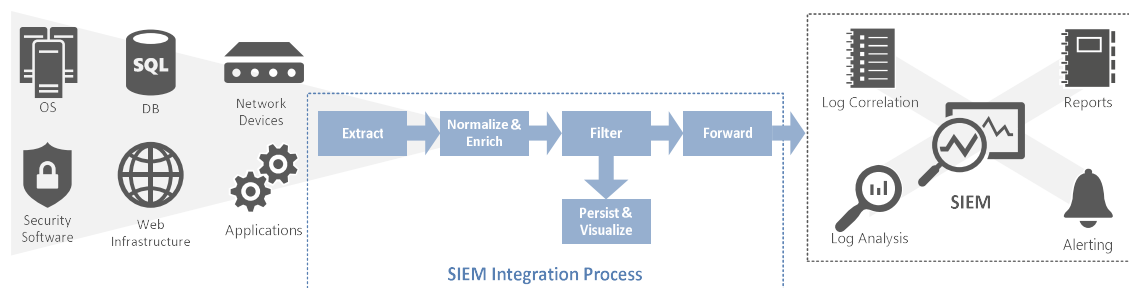 OS
SQL
DB
Network
Devices
Security
Software
Web
Infrastructure
Applications
Extract
Normalize &
Enrich
Filter
Forward
Persist &
Visualize
SIEM Integration Process
Log Correlation
Reports
SIEM
Log Analysis
Alerting